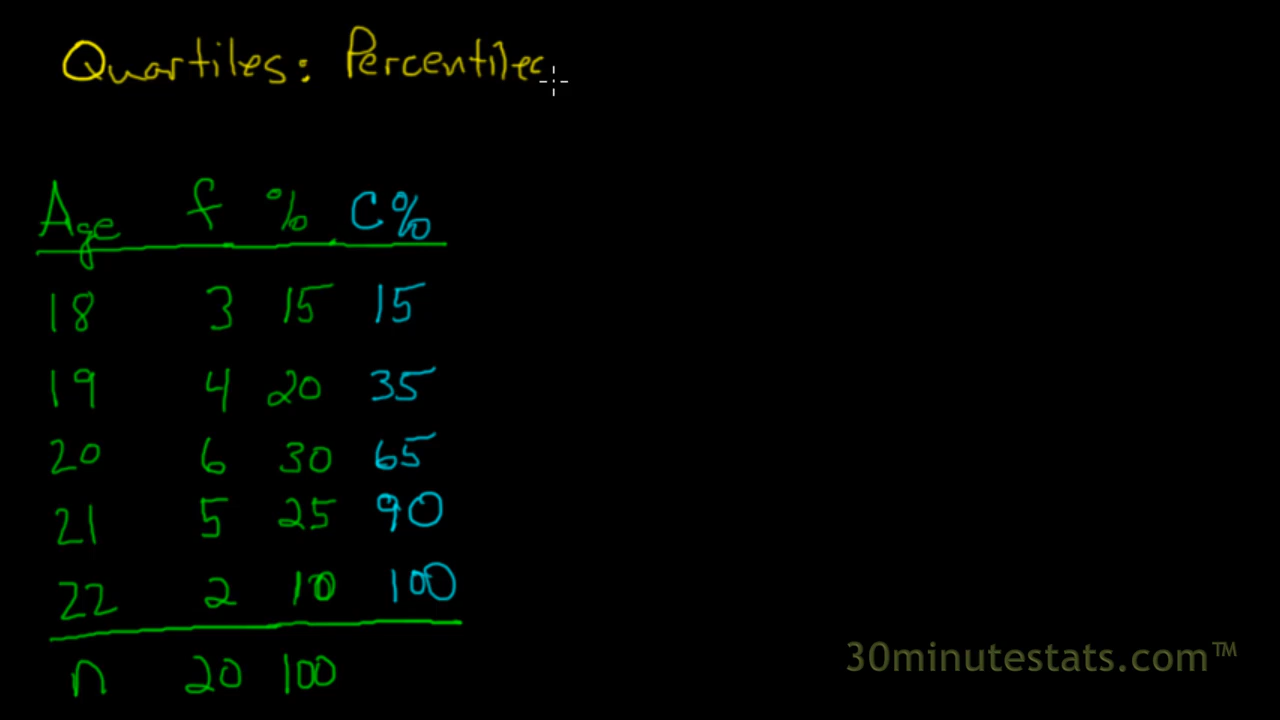 Quartiles: Percentiles
Age f % C%
18 3 15 15
19 4 20 35
20 6 30 65
21 5 25 90
22 2 10 100
n 20 100
30minutestats.com™